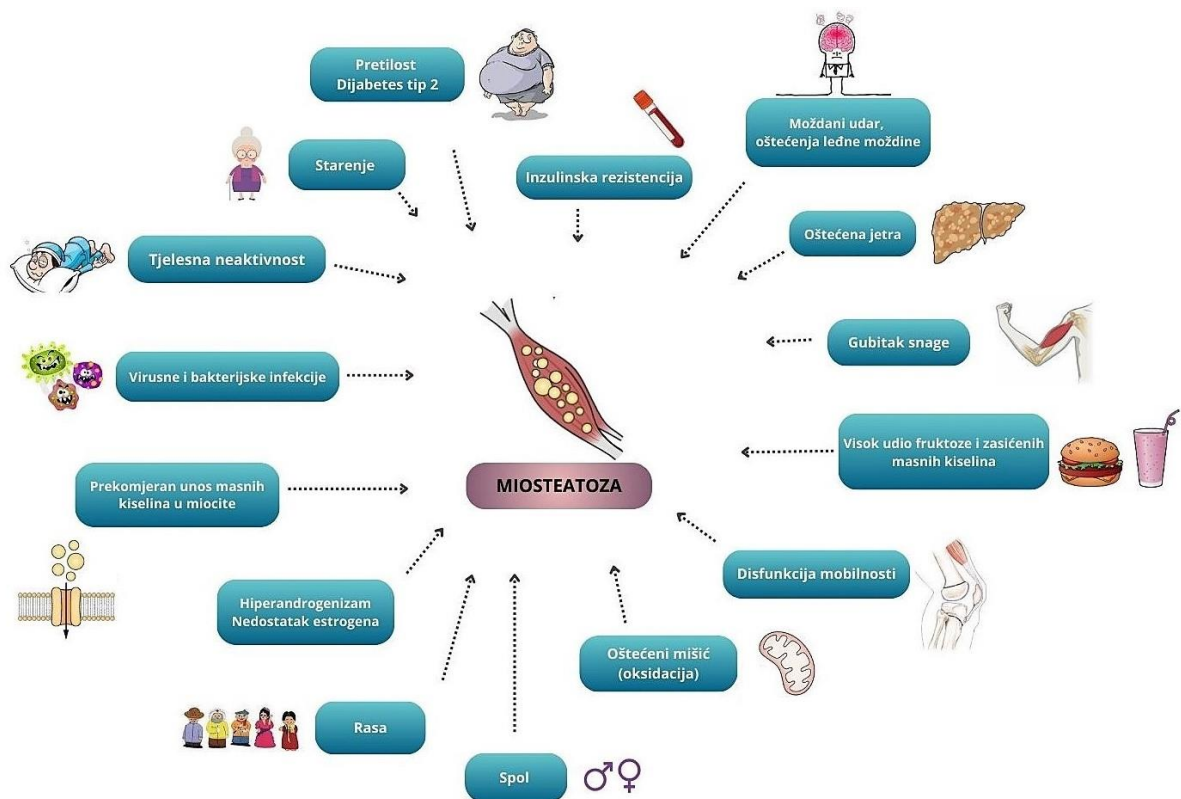 Pretilost
Dijabetes tip 2
Moždani udar,
oštećenja leđne moždine
Starenje
Inzulinska rezistencija
Oštećena jetra
Tjelesna neaktivnost
Gubitak snage
Virusne i bakterijske infekcije
Visok udio fruktoze i zasićenih
masnih kiselina
Prekomjeran unos masnih
kiselina u miocite
MIOSTEATOZA
Disfunkcija mobilnosti
Hiperandrogenizam
Nedostatak estrogena
Oštećeni mišić
(oksidacija)
Rasa
Spol